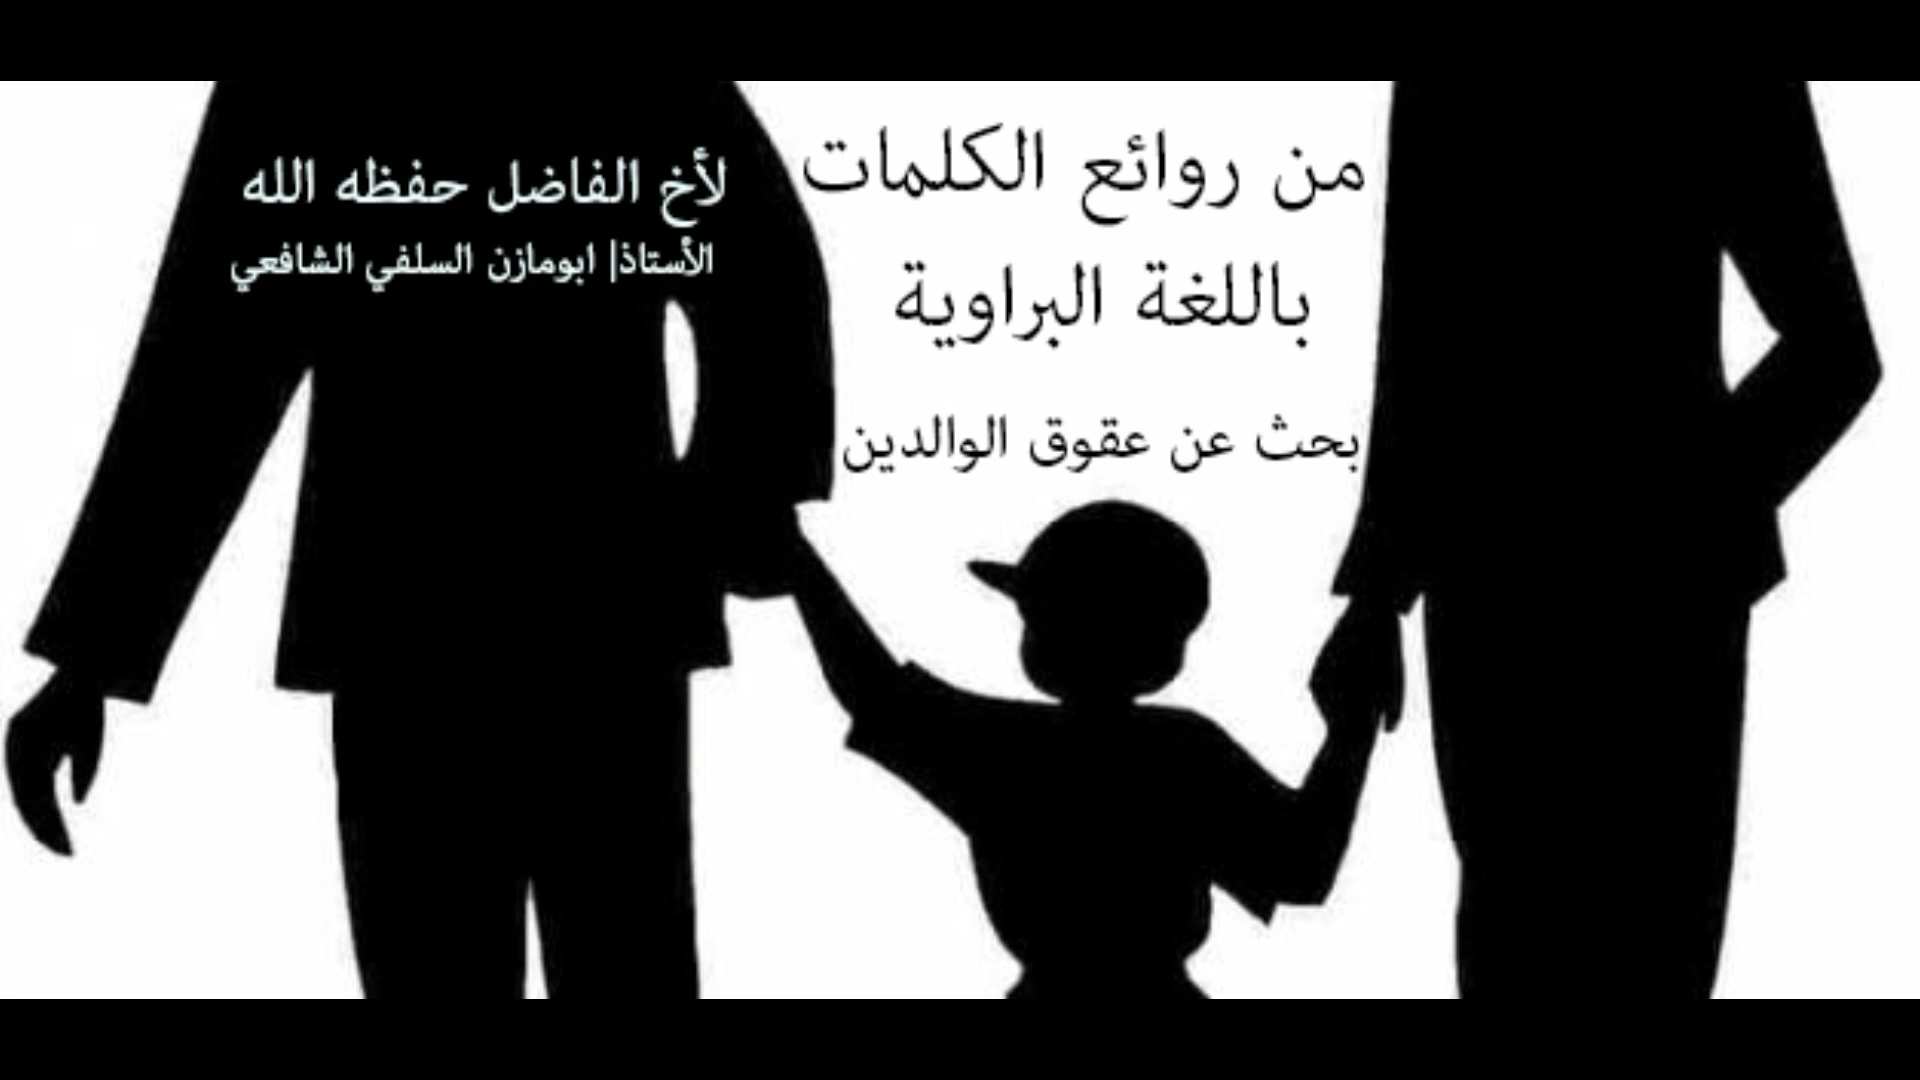 من روائع الكلمات
باللغة البراوية
بحث عن عقوق الوالدين
لأخ الفاضل حفظه الله
الأستاذ| ابومازن السلفي الشافعي